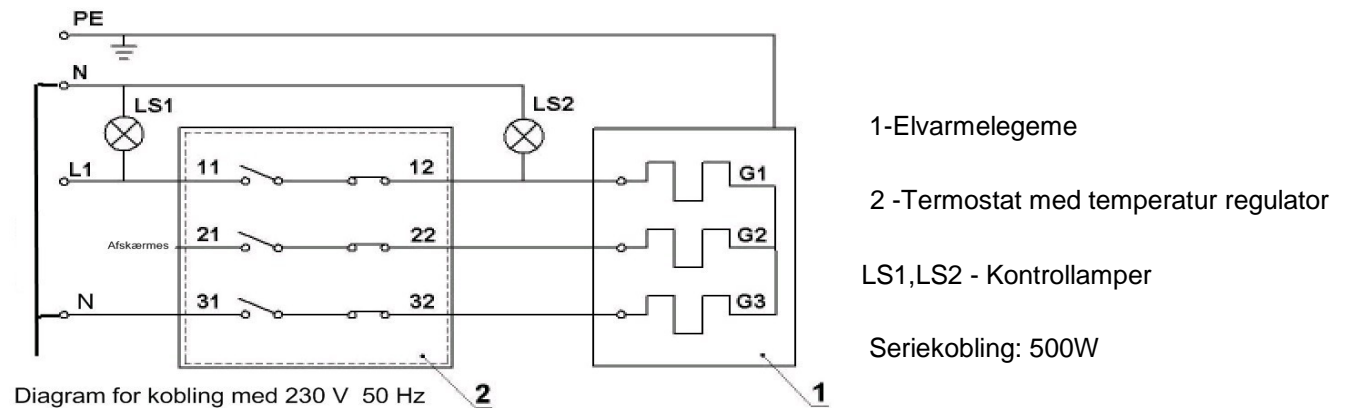 PE
N
LS1
LS2
L1
11
12
G1
Afskærmes
21
22
G2
N
31
32
G3
2
1
Diagram for kobling med 230 V 50 Hz
1-Elvarmelegeme
2 -Termostat med temperatur regulator
LS1,LS2 - Kontrollamper
Seriekobling: 500W